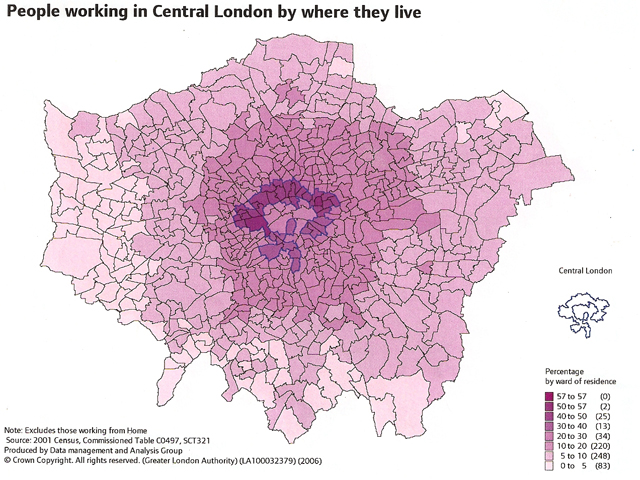 People working in Central London by where they live
Central London
Percentage
by ward of residence
57 to 57 (0)
50 to 57 (2)
40 to 50 (25)
30 to 40 (13)
20 to 30 (34)
10 to 20 (220)
5 to 10 (248)
0 to 5 (83)
Note: Excludes those working from Home
Source: 2001 Census, Commissioned Table C0497, SCT321
Produced by Data management and Analysis Group
© Crown Copyright. All rights reserved. (Greater London Authority) (LA100032379) (2006)